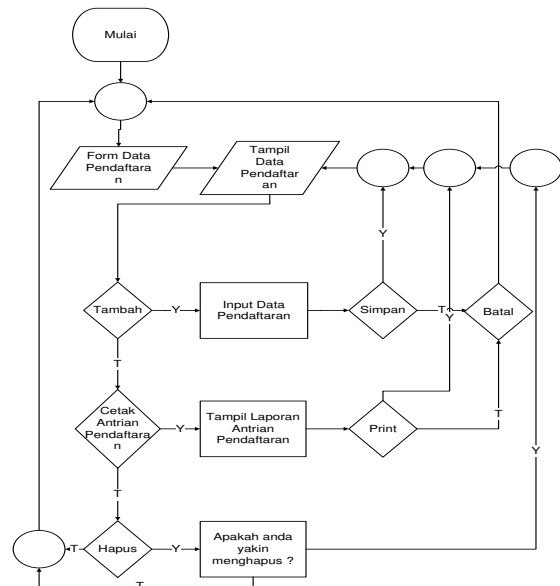 Mulai
Form Data
Pendaftara
n
Tampil
Data
Pendaftar
an
Y
Tambah
Y
Input Data
Pendaftaran
Simpan
T
Y
Batal
T
Cetak
Antrian
Pendaftara
n
Y
Tampil Laporan
Antrian
Pendaftaran
Print
T
Y
T
Hapus
T
Y
Apakah anda
yakin
menghapus ?
T